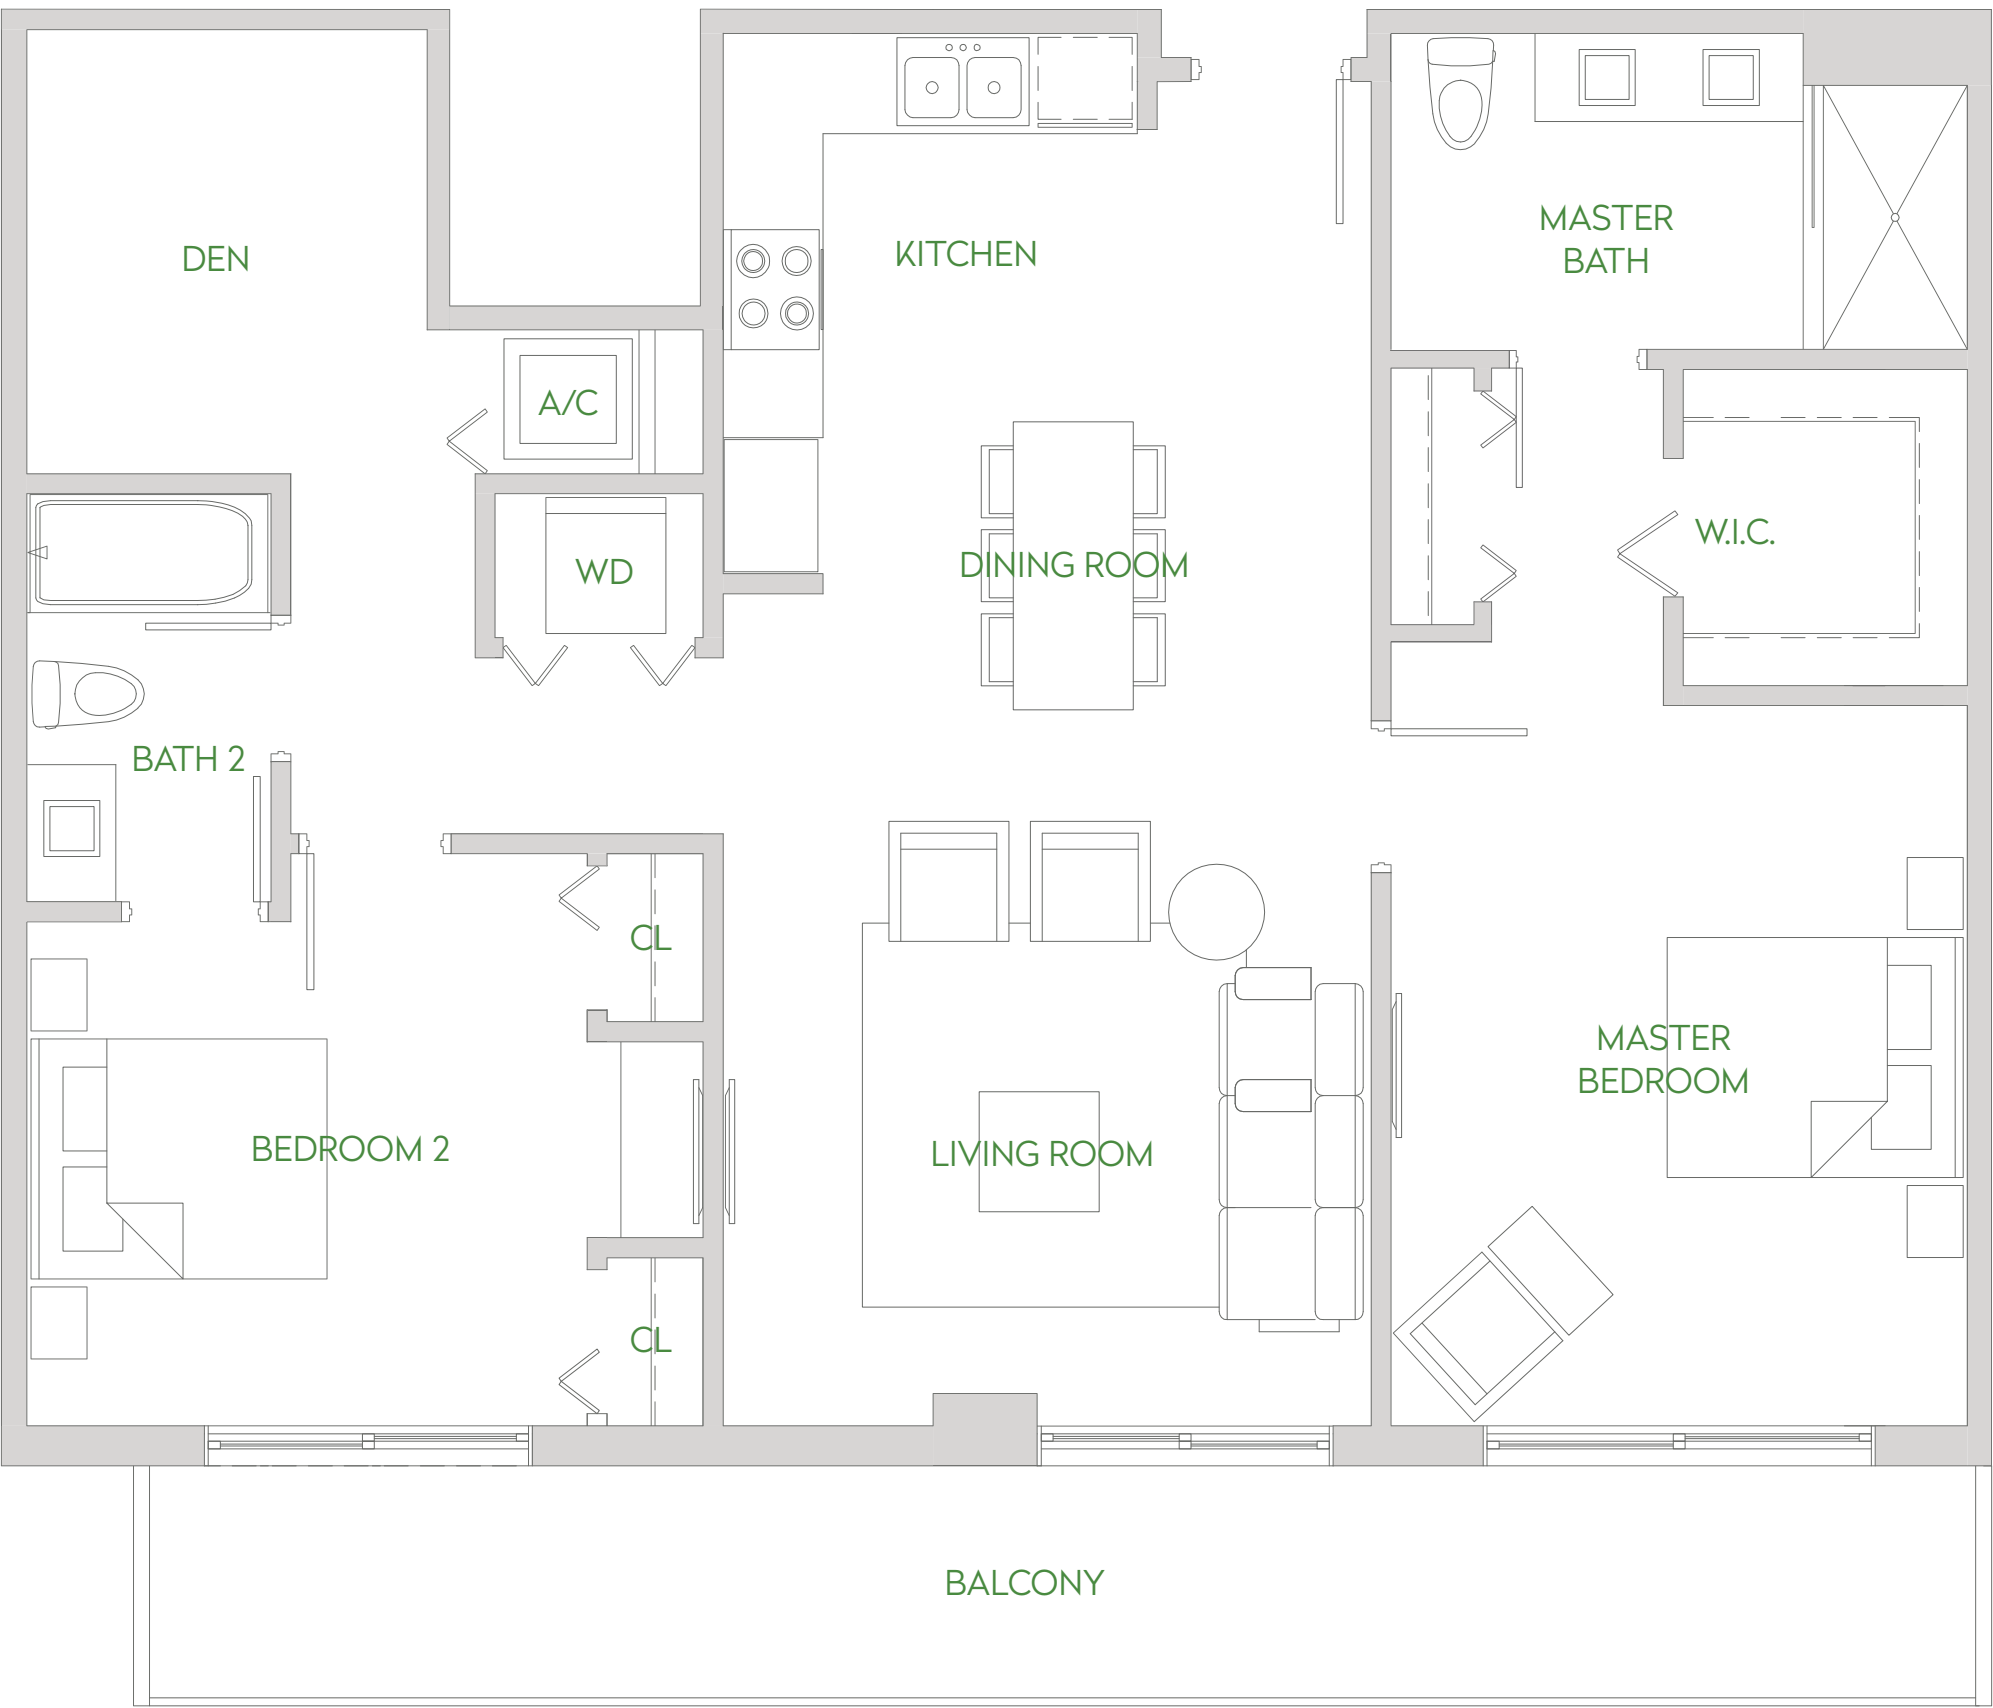 DEN
KITCHEN
MASTER
BATH
A/C
W.I.C.
DINING ROOM
WD
BATH 2
CL
MASTER
BEDROOM
BEDROOM 2
LIVING ROOM
CL
BALCONY